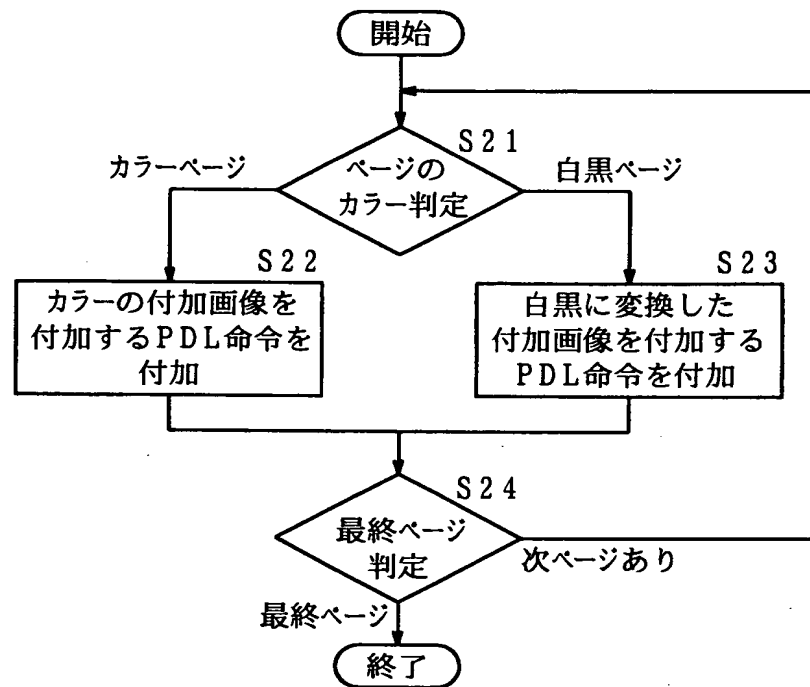 開始
S21
カラーページ
ページの
カラー判定
白黒ページ
S22
カラーの付加画像を
付加するPDL命令を
付加
S23
白黒に変換した
付加画像を付加する
PDL命令を付加
S24
最終ページ
判定
次ページあり
最終ページ
終了